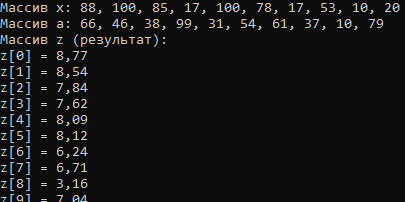 Массив x: 88, 100, 85, 17, 100, 78, 17, 53, 10, 20
Массив a: 66, 46, 38, 99, 31, 54, 61, 37, 10, 79
Массив z (результат):
z[0] = 8,77
z[1] = 8,54
z[2] = 7,84
z[3] = 7,62
z[4] = 8,09
z[5] = 8,12
z[6] = 6,24
z[7] = 6,71
z[8] = 3,16
z[9] = 7,04